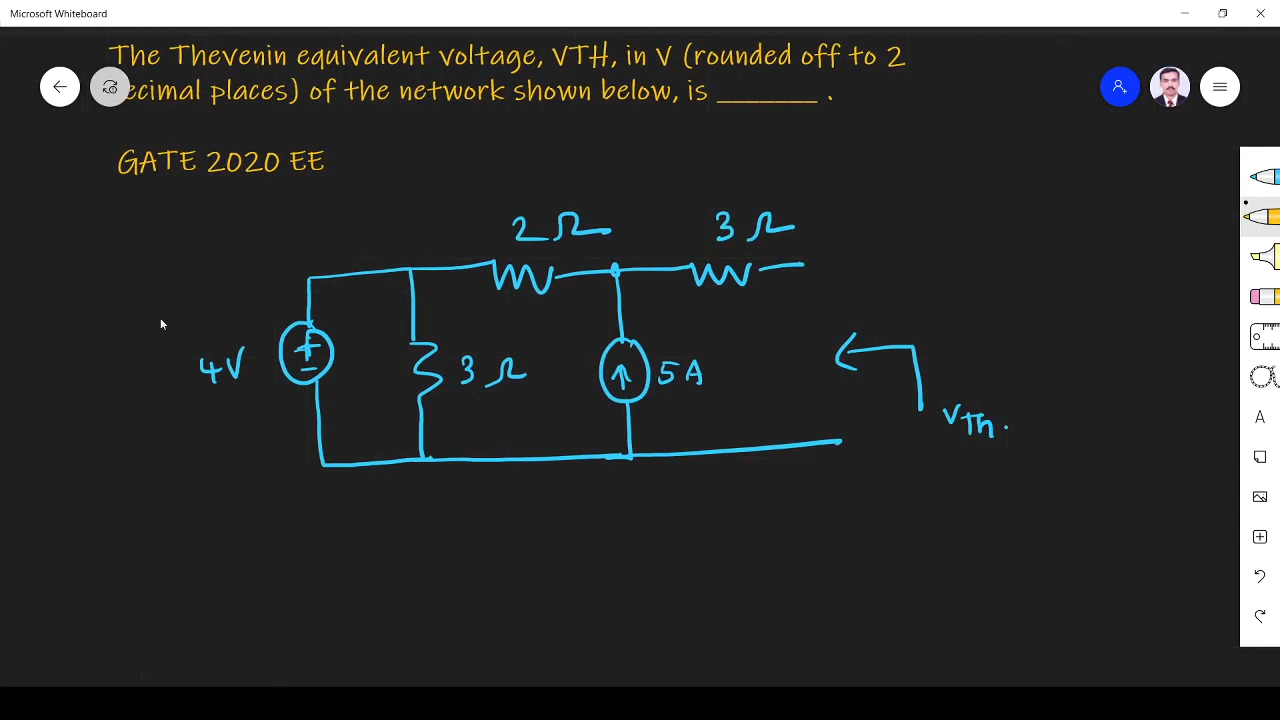 Microsoft Whiteboard
The Thevenin equivalent voltage, VTH, in V (rounded off to 2
ecimal places) of the network shown below, is _______ .
GATE 2020 EE
2 Ω 3 Ω
4V + − 3 Ω 5 A
VTh.
A